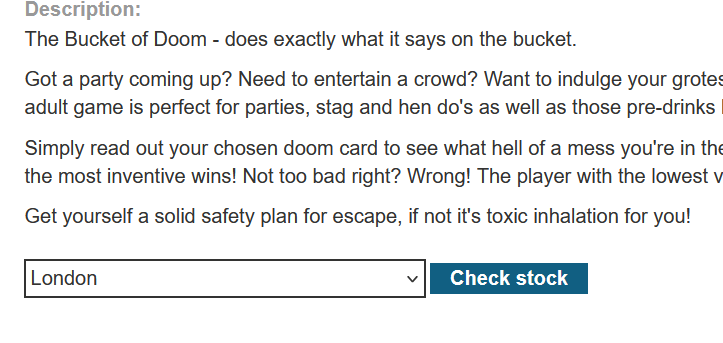 Description:
The Bucket of Doom - does exactly what it says on the bucket.
Got a party coming up? Need to entertain a crowd? Want to indulge your
adult game is perfect for parties, stag and hen do's as well as those pre-drinks
Simply read out your chosen doom card to see what hell of a mess you're in
the most inventive wins! Not too bad right? Wrong! The player with the lowest
Get yourself a solid safety plan for escape, if not it's toxic inhalation for you!
London
Check stock